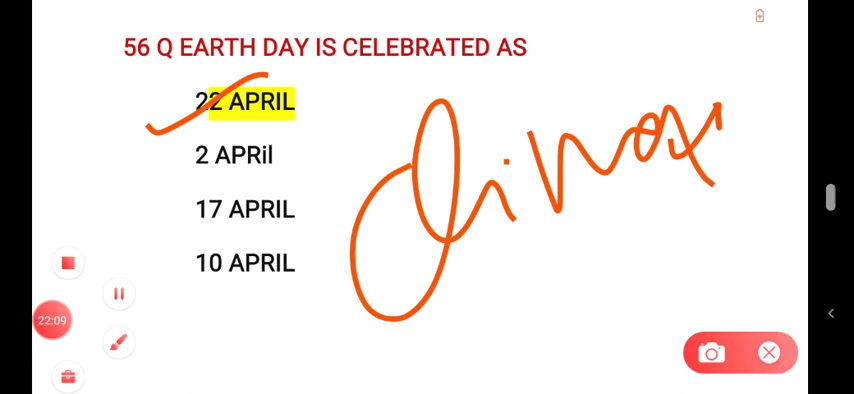 56 Q EARTH DAY IS CELEBRATED AS
22 APRIL
2 APRil
17 APRIL
10 APRIL
22:09